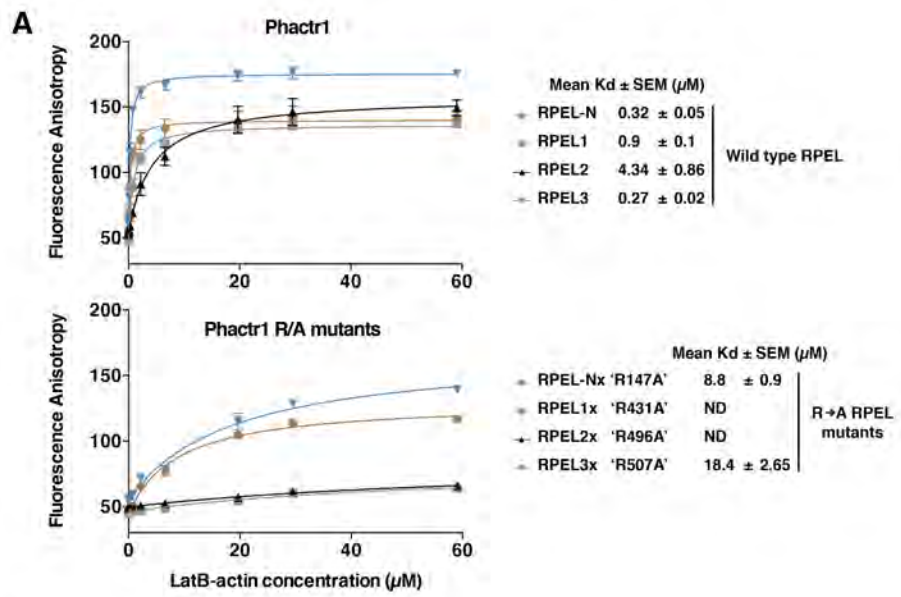 A
Phactr1
Fluorescence Anisotropy
200
150
100
50
0
20
40
60
Mean Kd ± SEM (µM)
RPEL-N 0.32 ± 0.05
RPEL1 0.9 ± 0.1
RPEL2 4.34 ± 0.86
RPEL3 0.27 ± 0.02
Wild type RPEL
Phactr1 R/A mutants
Fluorescence Anisotropy
200
150
100
50
0
20
40
60
LatB-actin concentration (µM)
Mean Kd ± SEM (µM)
RPEL-Nx 'R147A' 8.8 ± 0.9
RPEL1x 'R431A' ND
RPEL2x 'R496A' ND
RPEL3x 'R507A' 18.4 ± 2.65
R→A RPEL
mutants